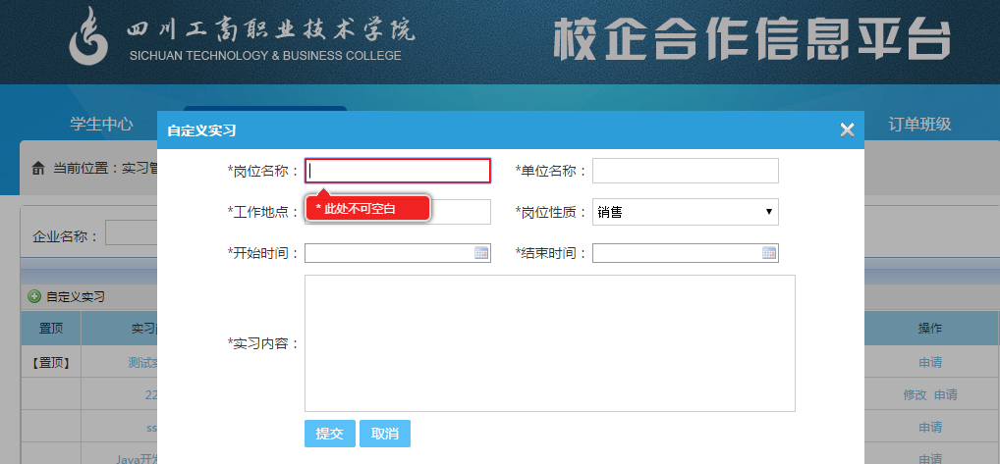 四川工商职业技术学院
SICHUAN TECHNOLOGY & BUSINESS COLLEGE
校企合作信息平台
学生中心
订单班级
自定义实习
当前位置：实习管
*岗位名称：
*单位名称：
* 此处不可空白
*工作地点：
*岗位性质：
销售
企业名称：
*开始时间：
*结束时间：
自定义实习
置顶
实习
操作
*实习内容：
【置顶】
测试
申请
22
修改 申请
ss
申请
提交
取消
Java开发
申请